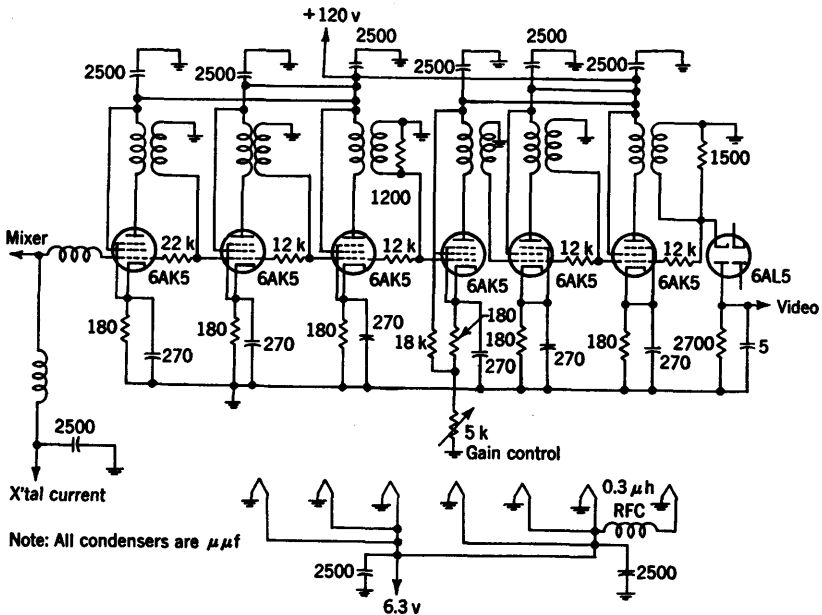 +120 v
2500
2500
2500
2500
2500
2500
1200
1500
Mixer
22 k
12 k
12 k
12 k
12 k
6AK5
6AK5
6AK5
6AK5
6AK5
6AK5
6AL5
Video
180
270
180
270
180
270
18 k
180
270
180
270
180
270
2700
5
5 k
Gain control
2500
X'tal current
Note: All condensers are μμf
0.3 μh
RFC
2500
2500
6.3 v